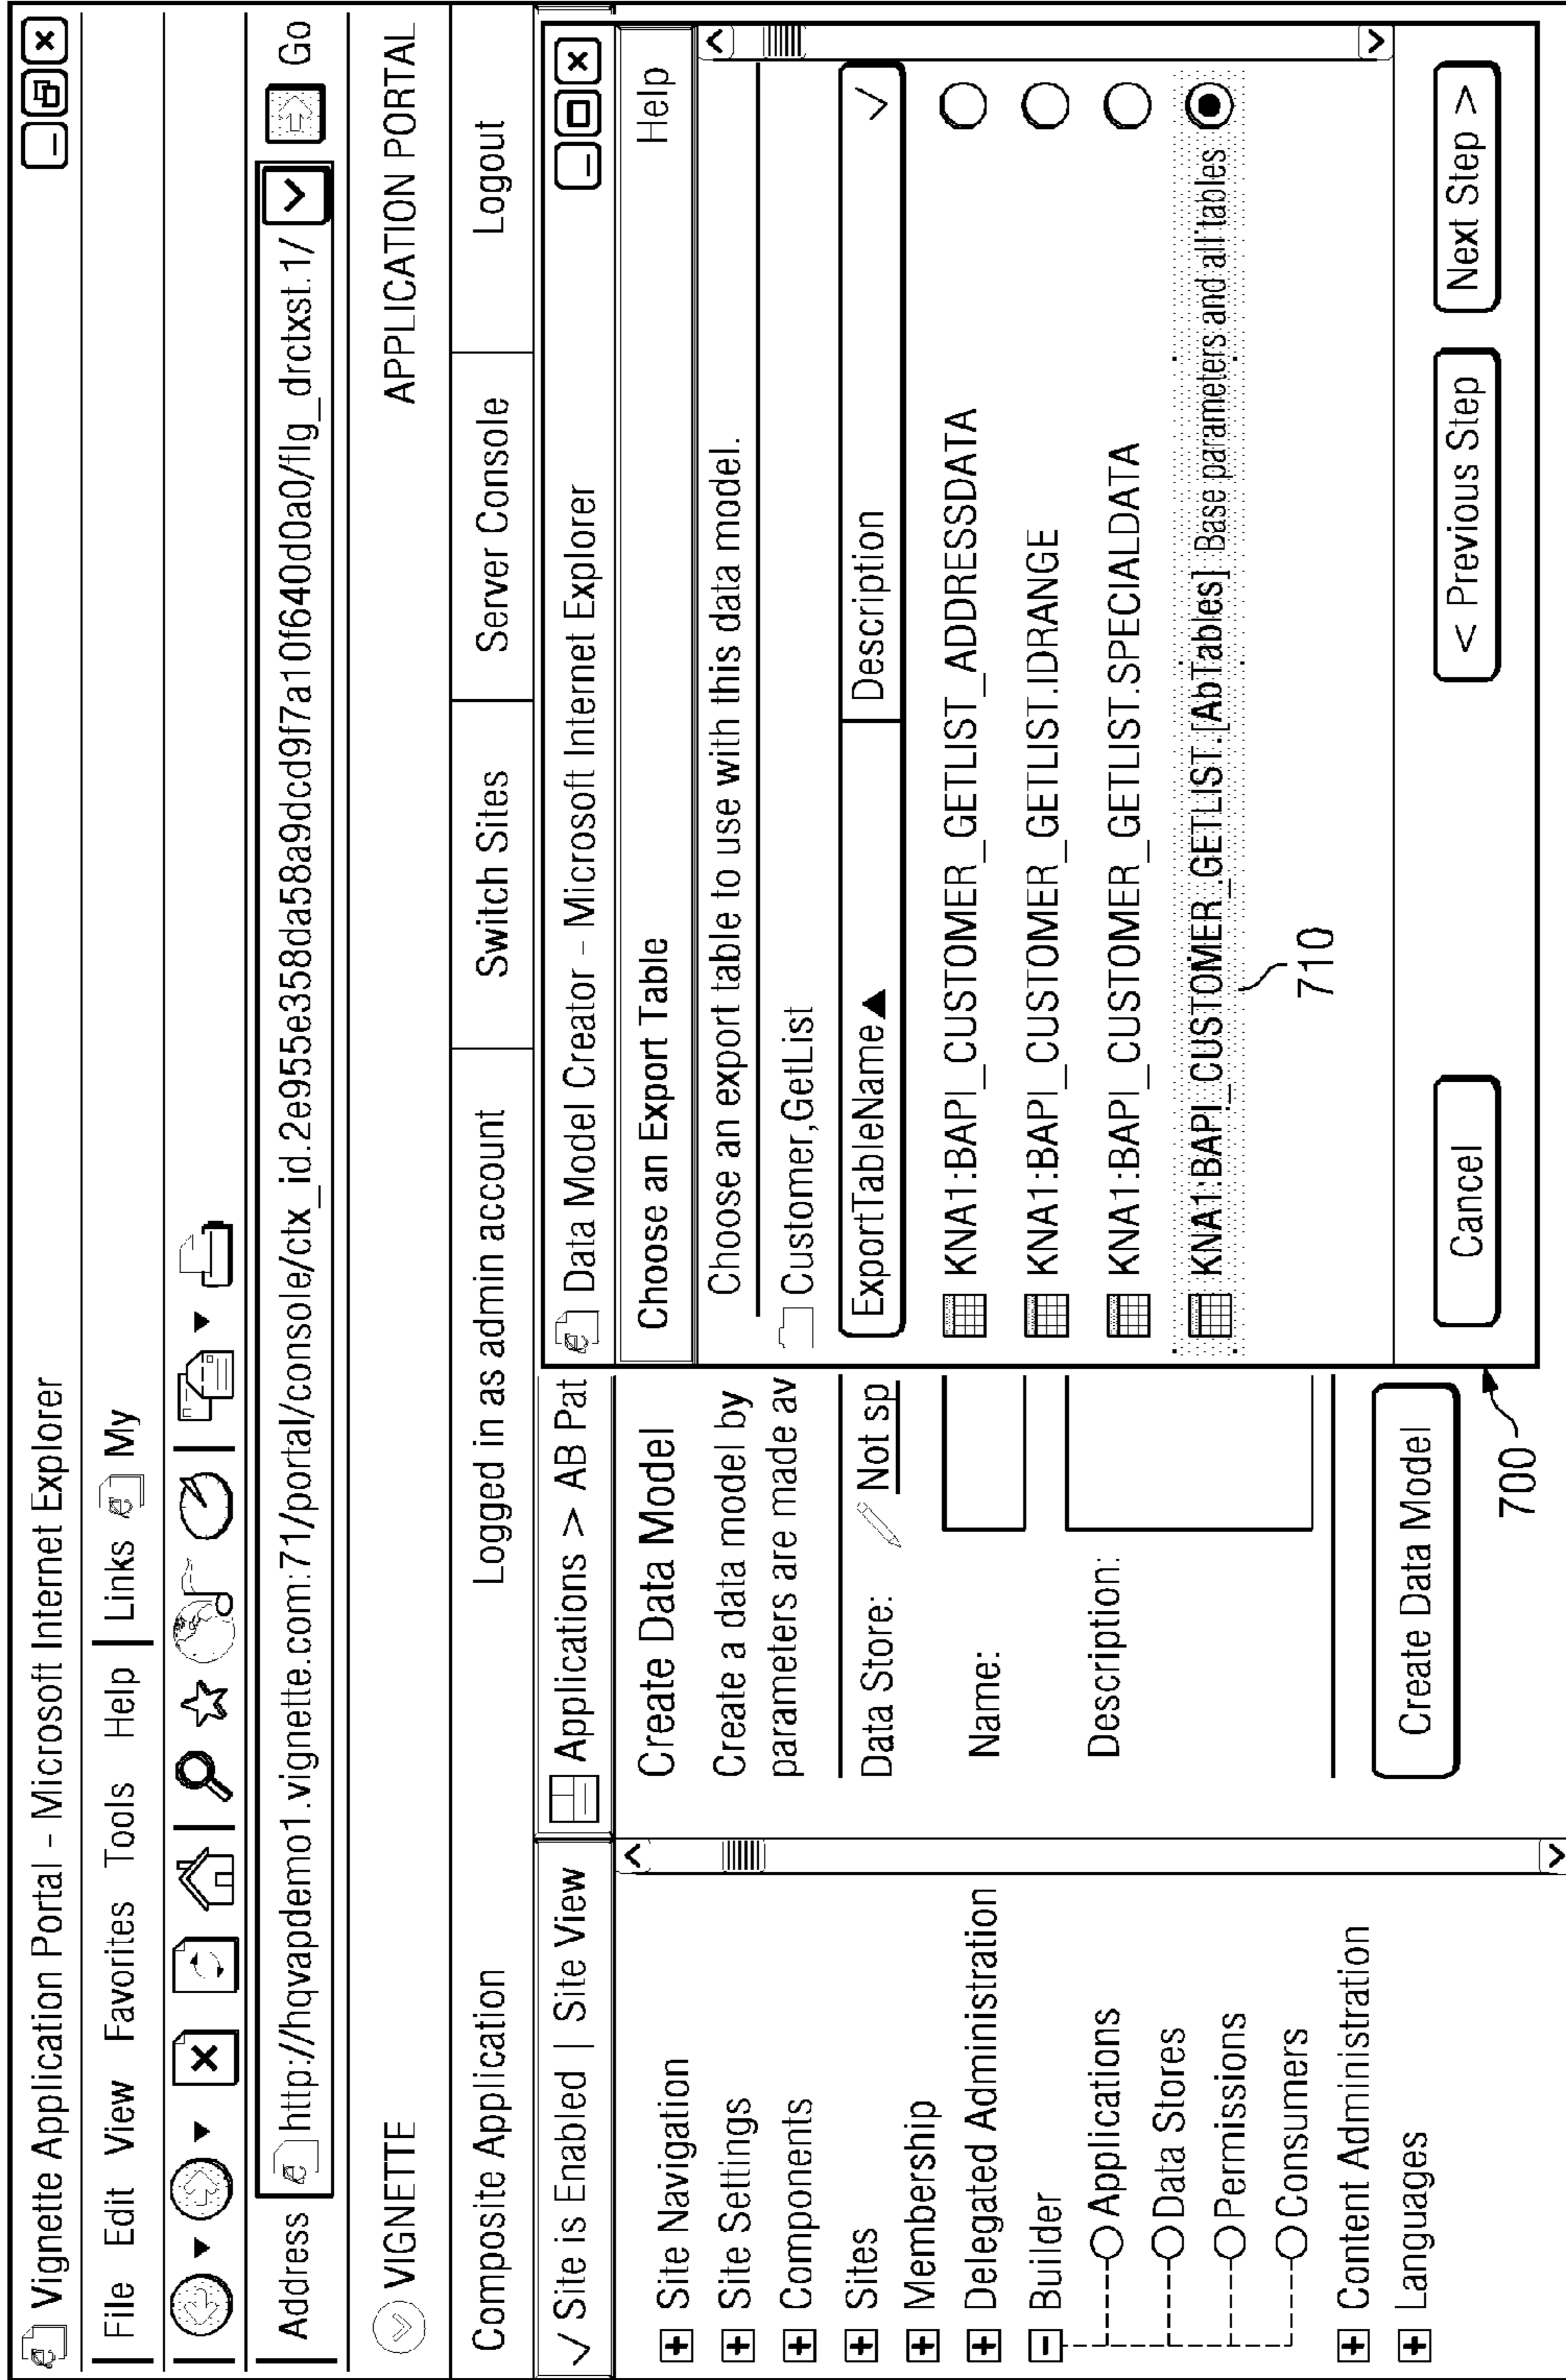 Vignette Application Portal - Microsoft Internet Explorer
File Edit View Favorites Tools Help | Links My
Address http://hqvapdemo1.vignette.com:71/portal/console/ctx_id.2e955e358da58a9dcd9f7a10f640d0a0/flg_drctxst.1/ Go
VIGNETTE APPLICATION PORTAL
Composite Application Logged in as admin account Switch Sites Server Console Logout
✓ Site is Enabled | Site View
Site Navigation
Site Settings
Components
Sites
Membership
Delegated Administration
Builder
Applications
Data Stores
Permissions
Consumers
Content Administration
Languages
Applications > AB Pat
Create Data Model
Create a data model by
parameters are made av
Data Store: Not sp
Name:
Description:
Create Data Model
700
Data Model Creator - Microsoft Internet Explorer
Choose an Export Table Help
Choose an export table to use with this data model.
Customer,GetList
ExportTableName▲ Description
KNA1:BAPI_CUSTOMER_GETLIST_ADDRESSDATA
KNA1:BAPI_CUSTOMER_GETLIST.IDRANGE
KNA1:BAPI_CUSTOMER_GETLIST.SPECIALDATA
KNA1:BAPI_CUSTOMER_GETLIST.[AbTables] Base parameters and all tables
710
Cancel < Previous Step Next Step >